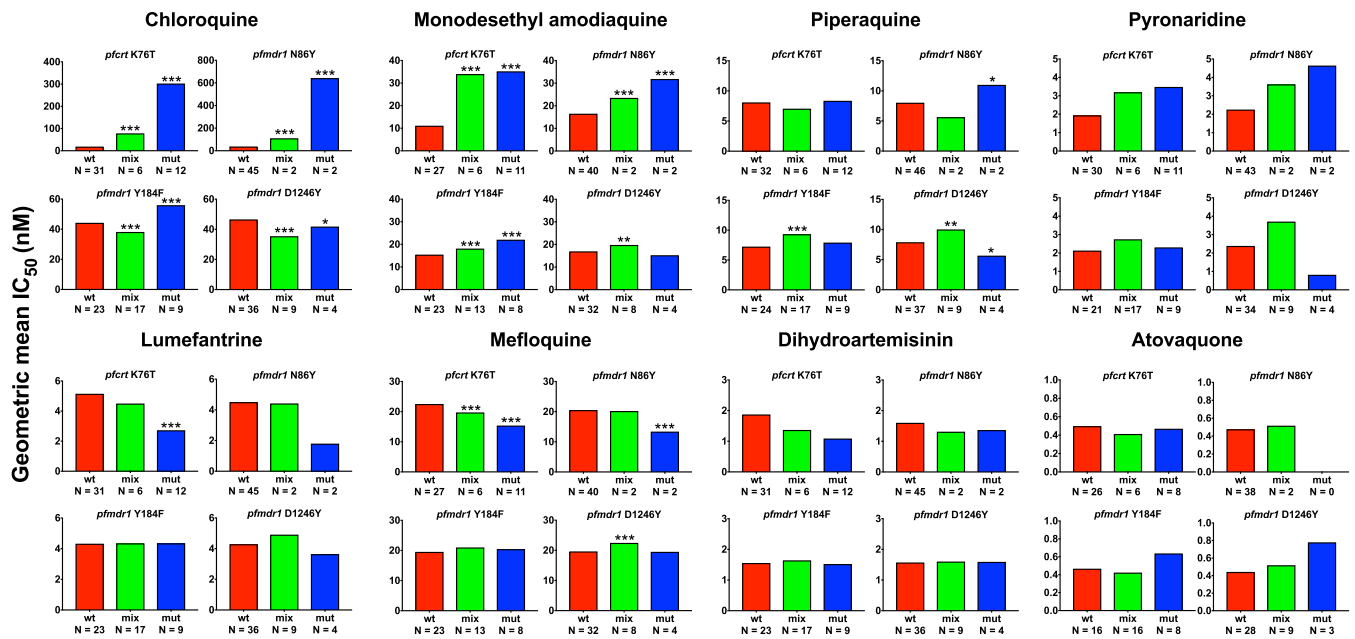 Chloroquine
Monodesethyl amodiaquine
Piperaquine
Pyronaridine
Geometric mean IC50 (nM)
pfcrt K76T
400
300
200
100
0
***
***
wt mix mut
N = 31 N = 6 N = 12
pfmdr1 N86Y
800
600
400
200
0
***
***
wt mix mut
N = 45 N = 2 N = 2
pfcrt K76T
40
30
20
10
0
*** ***
wt mix mut
N = 27 N = 6 N = 11
pfmdr1 N86Y
40
30
20
10
0
***
***
wt mix mut
N = 40 N = 2 N = 2
pfcrt K76T
15
10
5
0
wt mix mut
N = 32 N = 6 N = 12
pfmdr1 N86Y
15
10
5
0
*
wt mix mut
N = 46 N = 2 N = 2
pfcrt K76T
5
4
3
2
1
0
wt mix mut
N = 30 N = 6 N = 11
pfmdr1 N86Y
5
4
3
2
1
0
wt mix mut
N = 43 N = 2 N = 2
pfmdr1 Y184F
60
40
20
0
***
***
wt mix mut
N = 23 N = 17 N = 9
pfmdr1 D1246Y
60
40
20
0
***
*
wt mix mut
N = 36 N = 9 N = 4
pfmdr1 Y184F
40
30
20
10
0
***
***
wt mix mut
N = 23 N = 13 N = 8
pfmdr1 D1246Y
40
30
20
10
0
**
wt mix mut
N = 32 N = 8 N = 4
pfmdr1 Y184F
15
10
5
0
***
wt mix mut
N = 24 N = 17 N = 9
pfmdr1 D1246Y
15
10
5
0
**
*
wt mix mut
N = 37 N = 9 N = 4
pfmdr1 Y184F
5
4
3
2
1
0
wt mix mut
N = 21 N =17 N = 9
pfmdr1 D1246Y
5
4
3
2
1
0
wt mix mut
N = 34 N = 9 N = 4
Lumefantrine
Mefloquine
Dihydroartemisinin
Atovaquone
pfcrt K76T
6
4
2
0
***
wt mix mut
N = 31 N = 6 N = 12
pfmdr1 N86Y
6
4
2
0
wt mix mut
N = 45 N = 2 N = 2
pfcrt K76T
30
20
10
0
***
***
wt mix mut
N = 27 N = 6 N = 11
pfmdr1 N86Y
30
20
10
0
***
wt mix mut
N = 40 N = 2 N = 2
pfcrt K76T
3
2
1
0
wt mix mut
N = 31 N = 6 N = 12
pfmdr1 N86Y
3
2
1
0
wt mix mut
N = 45 N = 2 N = 2
pfcrt K76T
1.0
0.8
0.6
0.4
0.2
0.0
wt mix mut
N = 26 N = 6 N = 8
pfmdr1 N86Y
1.0
0.8
0.6
0.4
0.2
0.0
wt mix mut
N = 38 N = 2 N = 0
pfmdr1 Y184F
6
4
2
0
wt mix mut
N = 23 N = 17 N = 9
pfmdr1 D1246Y
6
4
2
0
wt mix mut
N = 36 N = 9 N = 4
pfmdr1 Y184F
30
20
10
0
wt mix mut
N = 23 N = 13 N = 8
pfmdr1 D1246Y
30
20
10
0
***
wt mix mut
N = 32 N = 8 N = 4
pfmdr1 Y184F
3
2
1
0
wt mix mut
N = 23 N = 17 N = 9
pfmdr1 D1246Y
3
2
1
0
wt mix mut
N = 36 N = 9 N = 4
pfmdr1 Y184F
1.0
0.8
0.6
0.4
0.2
0.0
wt mix mut
N = 16 N = 16 N = 8
pfmdr1 D1246Y
1.0
0.8
0.6
0.4
0.2
0.0
wt mix mut
N = 28 N = 9 N = 3